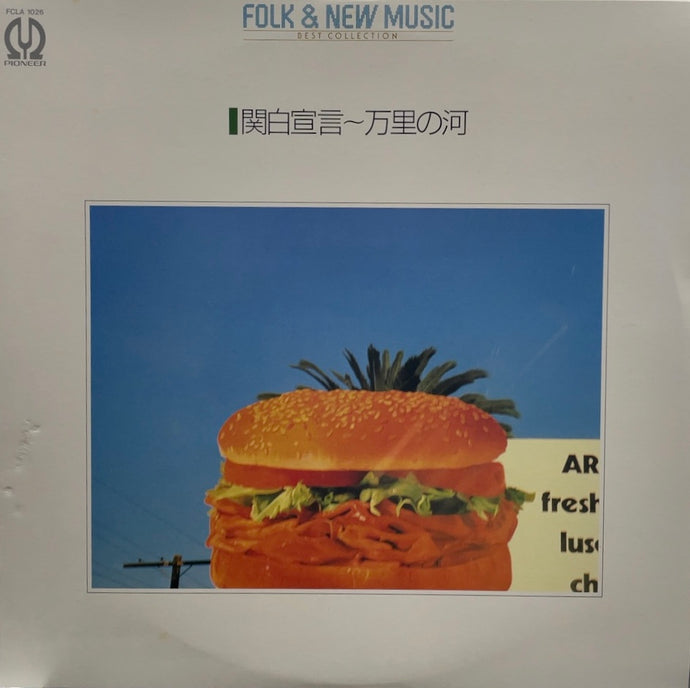 FCLA 1026
PIONEER
FOLK & NEW MUSIC
BEST COLLECTION
関白宣言〜万里の河
AR
fresh
lus
ch